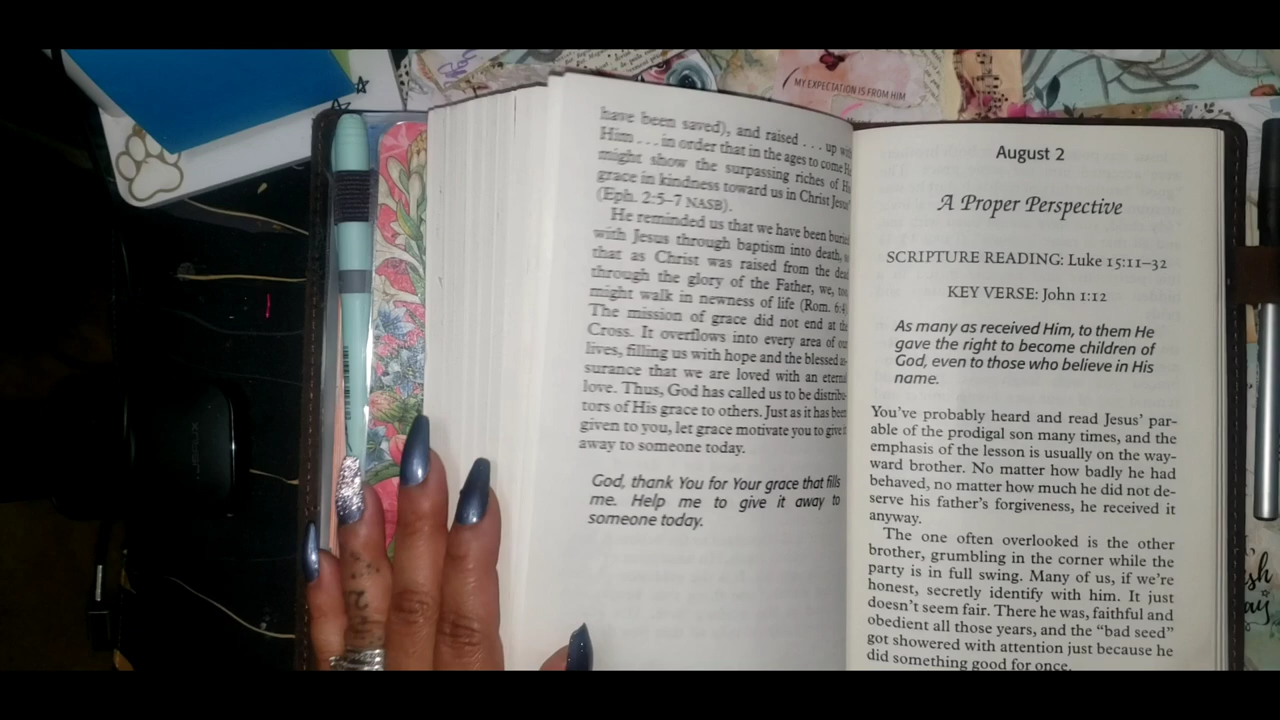 MY EXPECTATION IS FROM HIM
have been saved), and raised . . . up
Him . . . in order that in the ages to come
might show the surpassing riches of
grace in kindness toward us in Christ Jesus"
(Eph. 2:5–7 NASB).
He reminded us that we have been
with Jesus through baptism into death,
that as Christ was raised from the
through the glory of the Father, we,
might walk in newness of life (Rom. 6:4).
The mission of grace did not end at the
Cross. It overflows into every area of our
lives, filling us with hope and the blessed as-
surance that we are loved with an eternal
love. Thus, God has called us to be distribu-
tors of His grace to others. Just as it has been
given to you, let grace motivate you to give it
away to someone today.
God, thank You for Your grace that fills
me. Help me to give it away to
someone today.
August 2
A Proper Perspective
SCRIPTURE READING: Luke 15:11–32
KEY VERSE: John 1:12
As many as received Him, to them He
gave the right to become children of
God, even to those who believe in His
name.
You've probably heard and read Jesus' par-
able of the prodigal son many times, and the
emphasis of the lesson is usually on the way-
ward brother. No matter how badly he had
behaved, no matter how much he did not de-
serve his father's forgiveness, he received it
anyway.
The one often overlooked is the other
brother, grumbling in the corner while the
party is in full swing. Many of us, if we're
honest, secretly identify with him. It just
doesn't seem fair. There he was, faithful and
obedient all those years, and the "bad seed"
got showered with attention just because he
did something good for once.